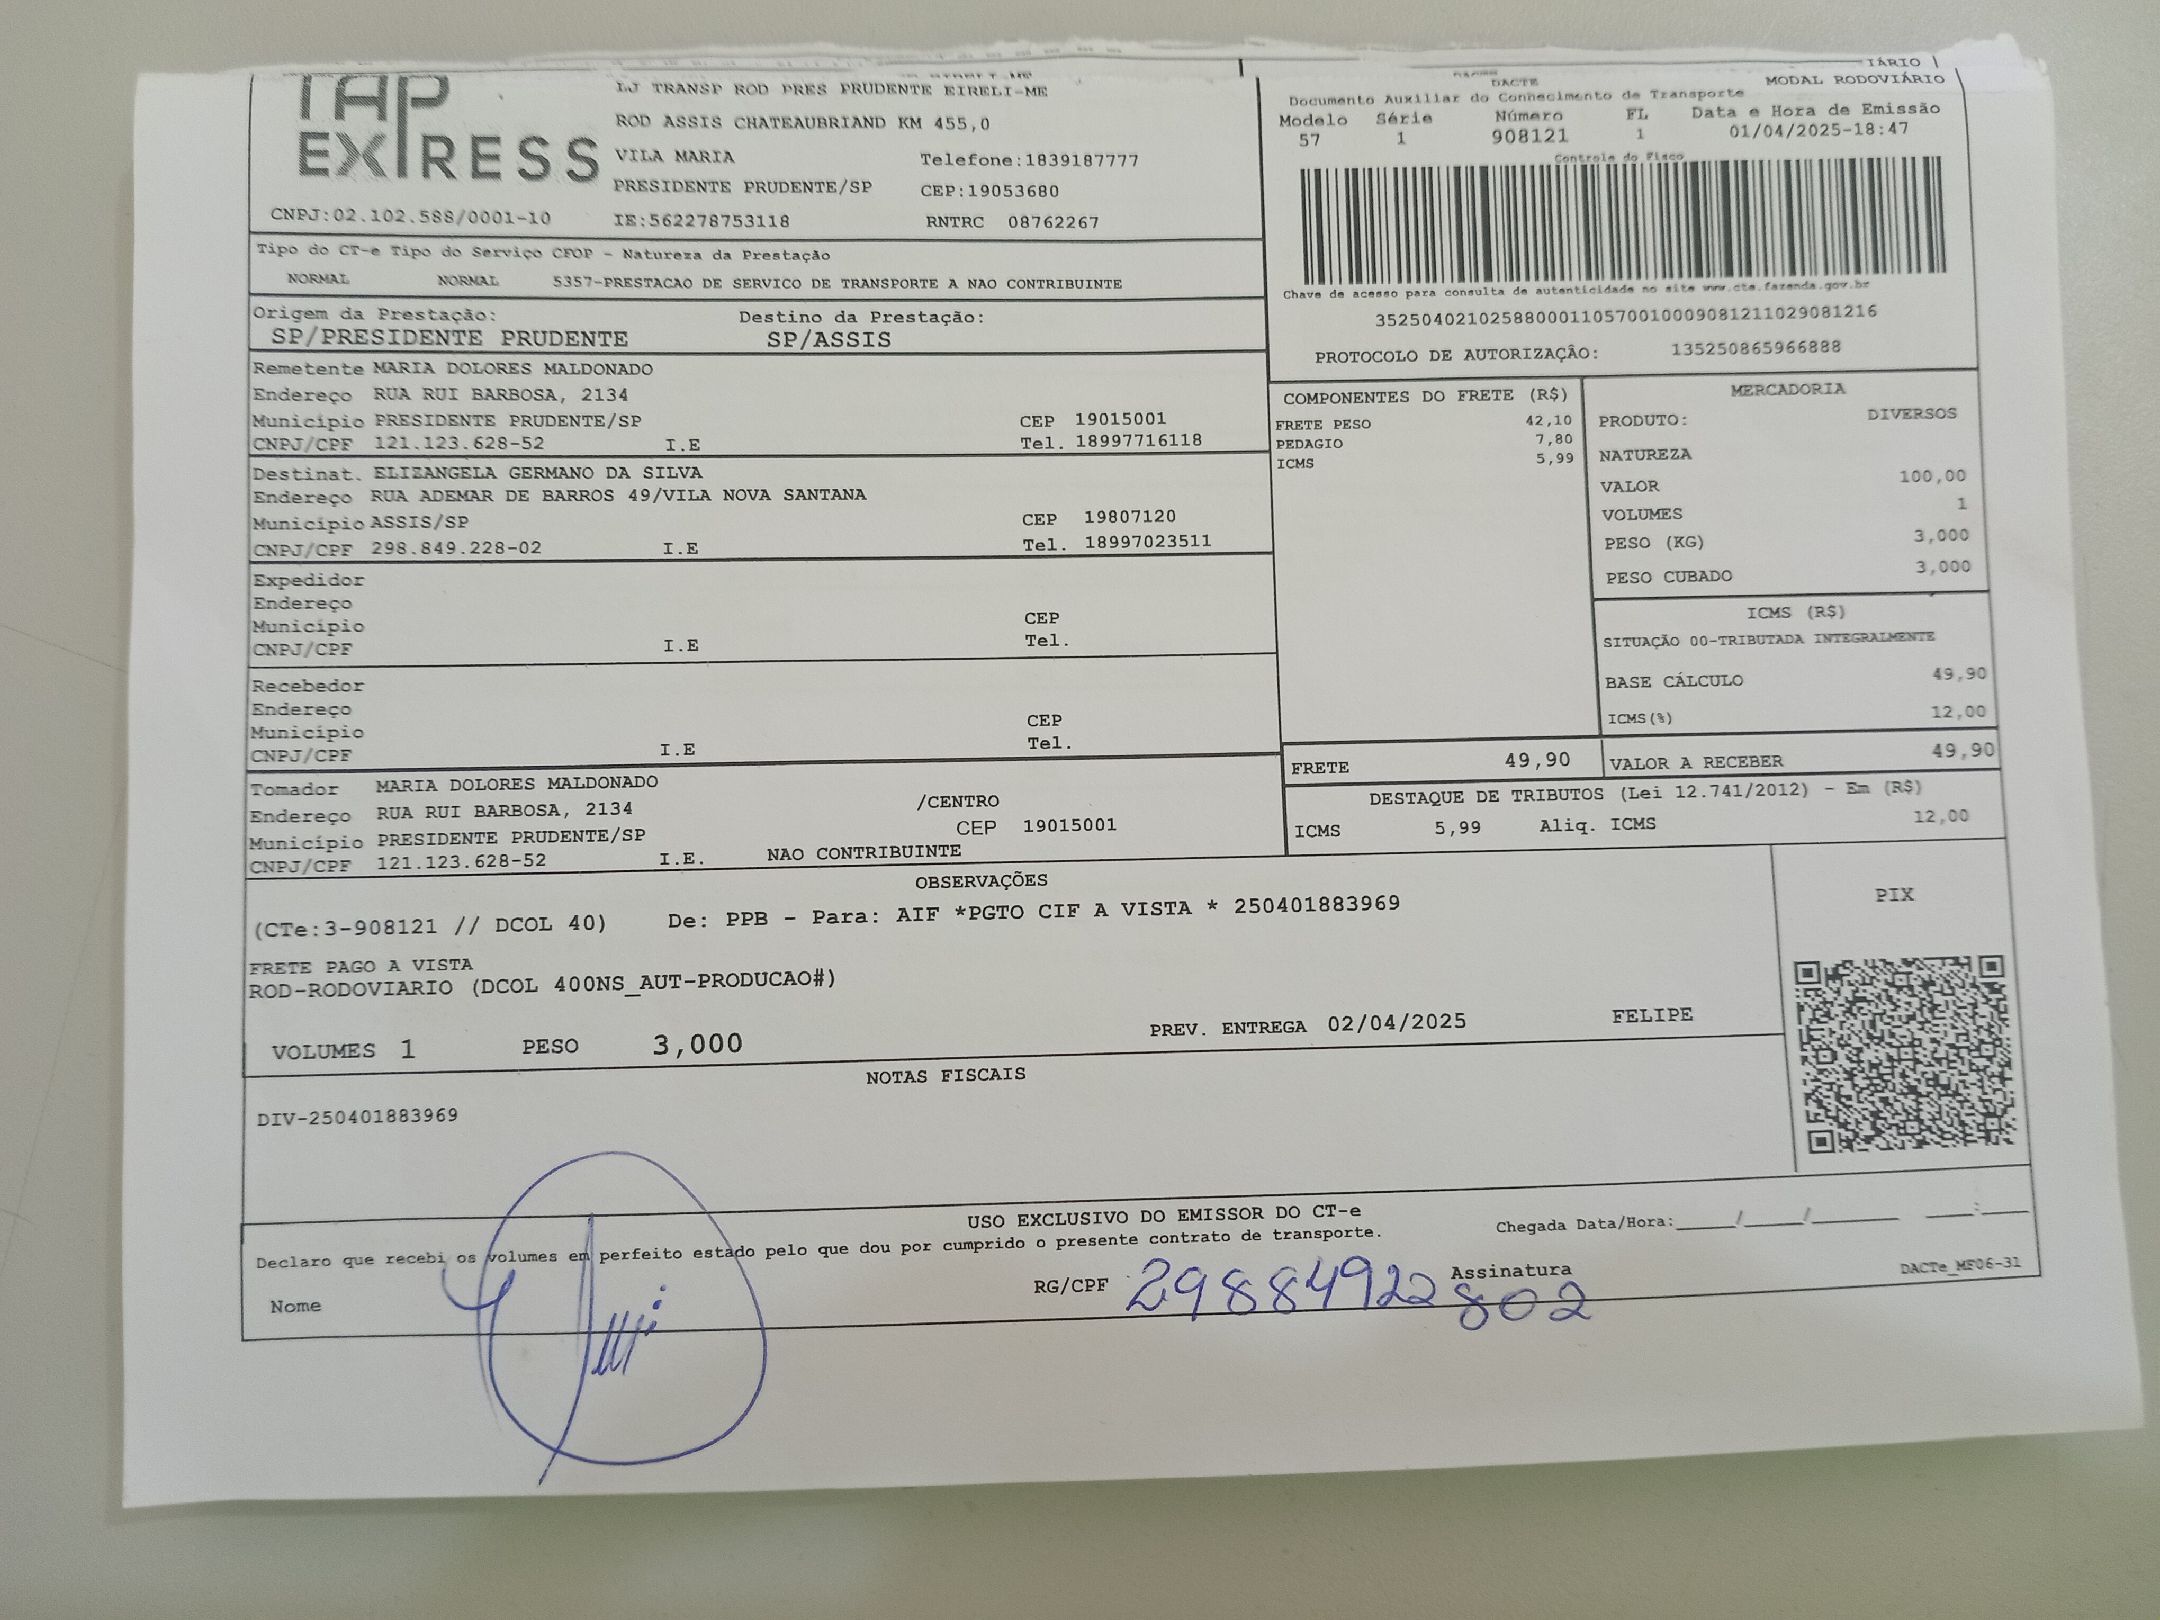 TAP
EXPRESS
LJ TRANSP ROD PRES PRUDENTE EIRELI-ME
ROD ASSIS CHATEAUBRIAND KM 455,0
VILA MARIA Telefone:1839187777
PRESIDENTE PRUDENTE/SP CEP:19053680
CNPJ:02.102.588/0001-10 IE:562278753118 RNTRC 08762267
IÁRIO
DACTE MODAL RODOVIÁRIO
Documento Auxiliar do Conhecimento de Transporte
Modelo Série Número FL Data e Hora de Emissão
57 1 908121 1 01/04/2025-18:47
Controle do Fisco
Chave de acesso para consulta de autenticidade no site www.cte.fazenda.gov.br
35250402102588000110570010009081211029081216
PROTOCOLO DE AUTORIZAÇÃO: 135250865966888
Tipo do CT-e Tipo do Serviço CFOP - Natureza da Prestação
NORMAL NORMAL 5357-PRESTACAO DE SERVICO DE TRANSPORTE A NAO CONTRIBUINTE
Origem da Prestação: Destino da Prestação:
SP/PRESIDENTE PRUDENTE SP/ASSIS
Remetente MARIA DOLORES MALDONADO
Endereço RUA RUI BARBOSA, 2134
Município PRESIDENTE PRUDENTE/SP CEP 19015001
CNPJ/CPF 121.123.628-52 I.E Tel. 18997716118
Destinat. ELIZANGELA GERMANO DA SILVA
Endereço RUA ADEMAR DE BARROS 49/VILA NOVA SANTANA
Município ASSIS/SP CEP 19807120
CNPJ/CPF 298.849.228-02 I.E Tel. 18997023511
Expedidor
Endereço
Município CEP
CNPJ/CPF I.E Tel.
Recebedor
Endereço
Município CEP
CNPJ/CPF I.E Tel.
Tomador MARIA DOLORES MALDONADO
Endereço RUA RUI BARBOSA, 2134 /CENTRO
Município PRESIDENTE PRUDENTE/SP CEP 19015001
CNPJ/CPF 121.123.628-52 I.E. NAO CONTRIBUINTE
COMPONENTES DO FRETE (R$)
FRETE PESO 42,10
PEDAGIO 7,80
ICMS 5,99
MERCADORIA
PRODUTO: DIVERSOS
NATUREZA
VALOR 100,00
VOLUMES 1
PESO (KG) 3,000
PESO CUBADO 3,000
ICMS (R$)
SITUAÇÃO 00-TRIBUTADA INTEGRALMENTE
BASE CÁLCULO 49,90
ICMS(%) 12,00
FRETE 49,90 VALOR A RECEBER 49,90
DESTAQUE DE TRIBUTOS (Lei 12.741/2012) - Em (R$)
ICMS 5,99 Aliq. ICMS 12,00
OBSERVAÇÕES
(CTe:3-908121 // DCOL 40) De: PPB - Para: AIF *PGTO CIF A VISTA * 250401883969
FRETE PAGO A VISTA
ROD-RODOVIARIO (DCOL 400NS_AUT-PRODUCAO#)
VOLUMES 1 PESO 3,000 PREV. ENTREGA 02/04/2025 FELIPE
PIX
NOTAS FISCAIS
DIV-250401883969
USO EXCLUSIVO DO EMISSOR DO CT-e
Declaro que recebi os volumes em perfeito estado pelo que dou por cumprido o presente contrato de transporte.
Chegada Data/Hora:_____/_____/_______ ____:____
Nome RG/CPF 29884922802 Assinatura
DACTe_MF06-31